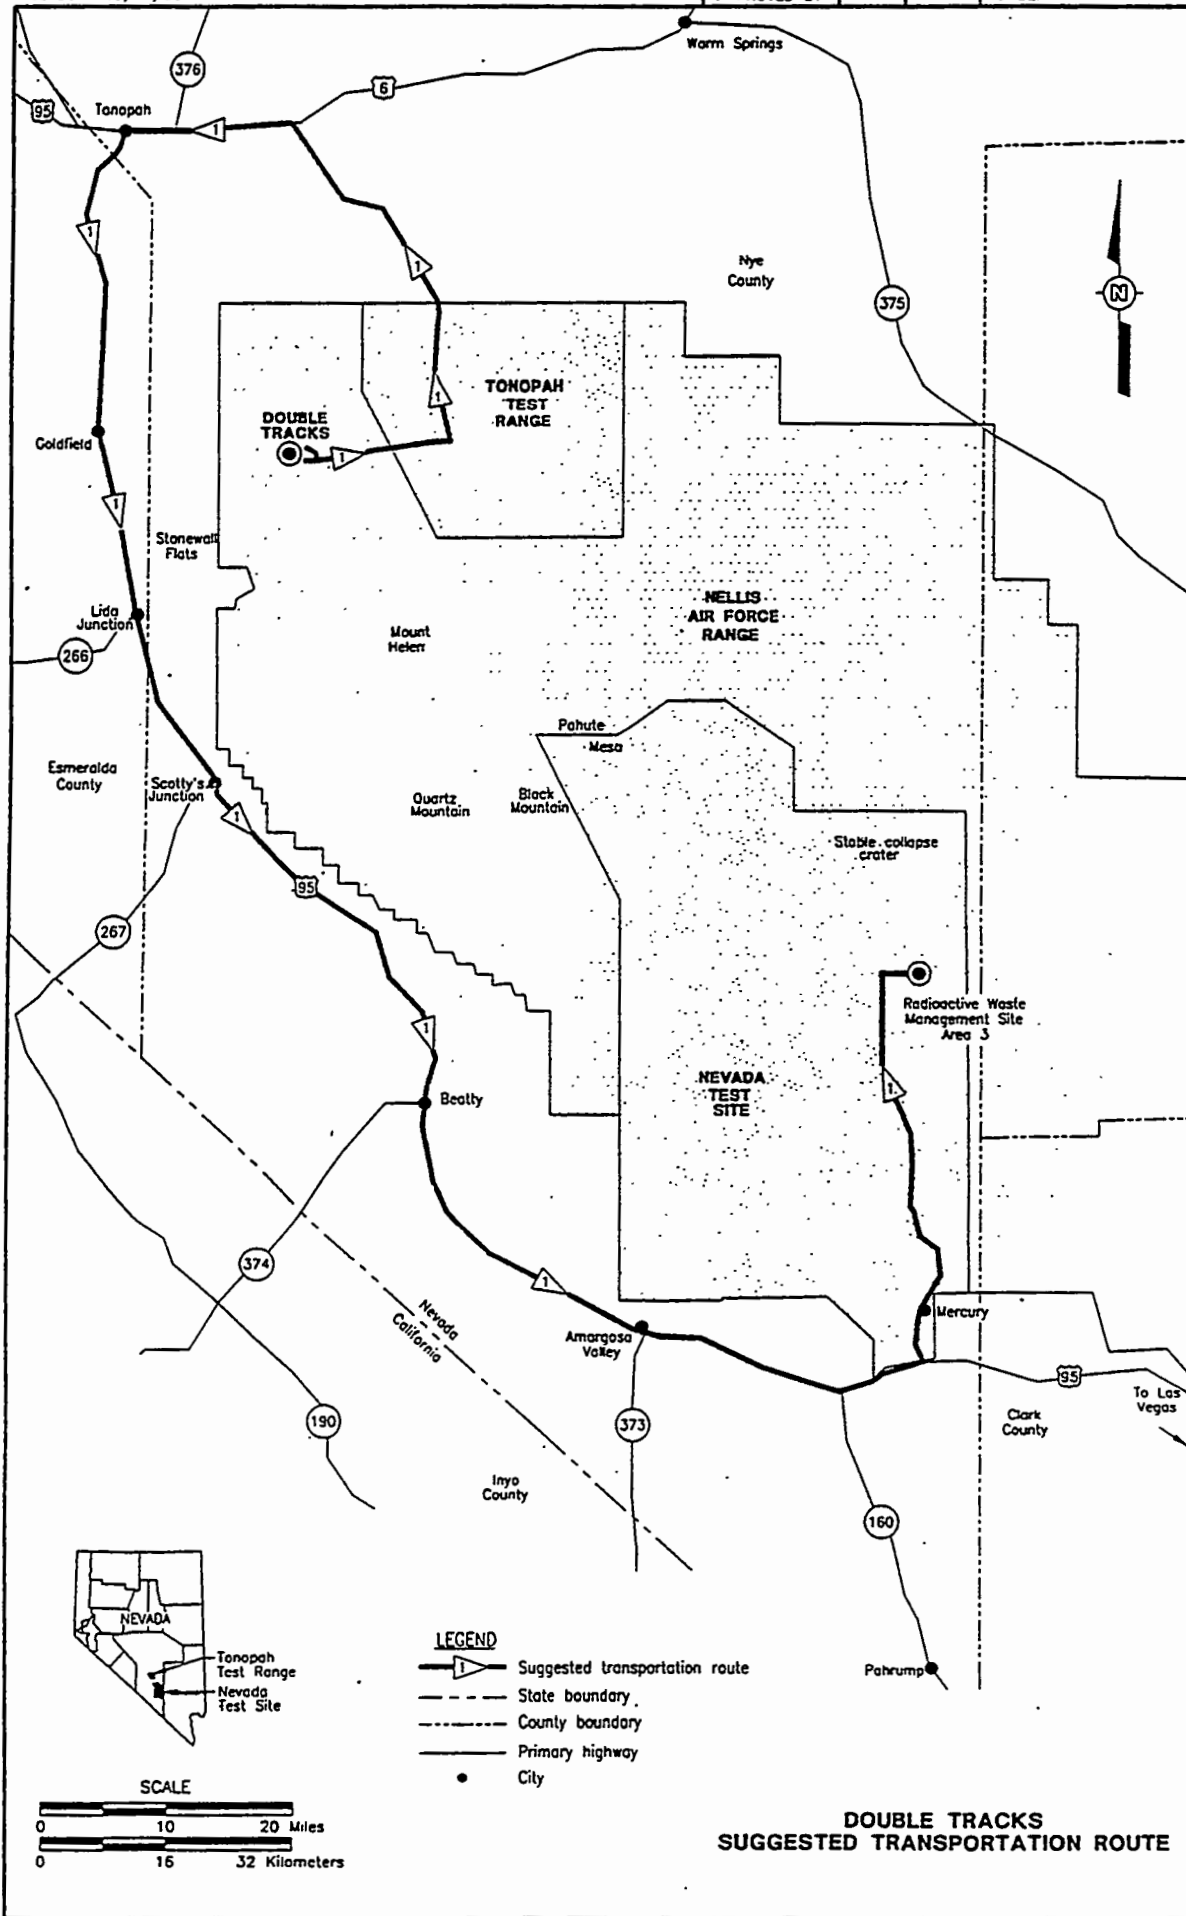 Warm Springs
376
6
95
Tonopah
1
1
1
Nye
County
375
N
TONOPAH
TEST
RANGE
1
DOUBLE
TRACKS
1
Goldfield
1
Stonewall
Flats
NELLIS
AIR FORCE
RANGE
Lida
Junction
Mount
Helen
266
Pahute
Mesa
Esmeralda
County
Scotty's
Junction
Quartz
Mountain
Black
Mountain
1
Stable collapse
crater
95
267
Radioactive Waste
Management Site
Area 3
1
NEVADA
TEST
SITE
1
Beatty
374
1
Nevada
California
Mercury
Amargosa
Valley
95
To Las
Vegas
Clark
County
190
373
Inyo
County
160
NEVADA
Tonopah
Test Range
Nevada
Test Site
LEGEND
1 Suggested transportation route
State boundary
County boundary
Primary highway
City
Pahrump
SCALE
0 10 20 Miles
0 16 32 Kilometers
DOUBLE TRACKS
SUGGESTED TRANSPORTATION ROUTE